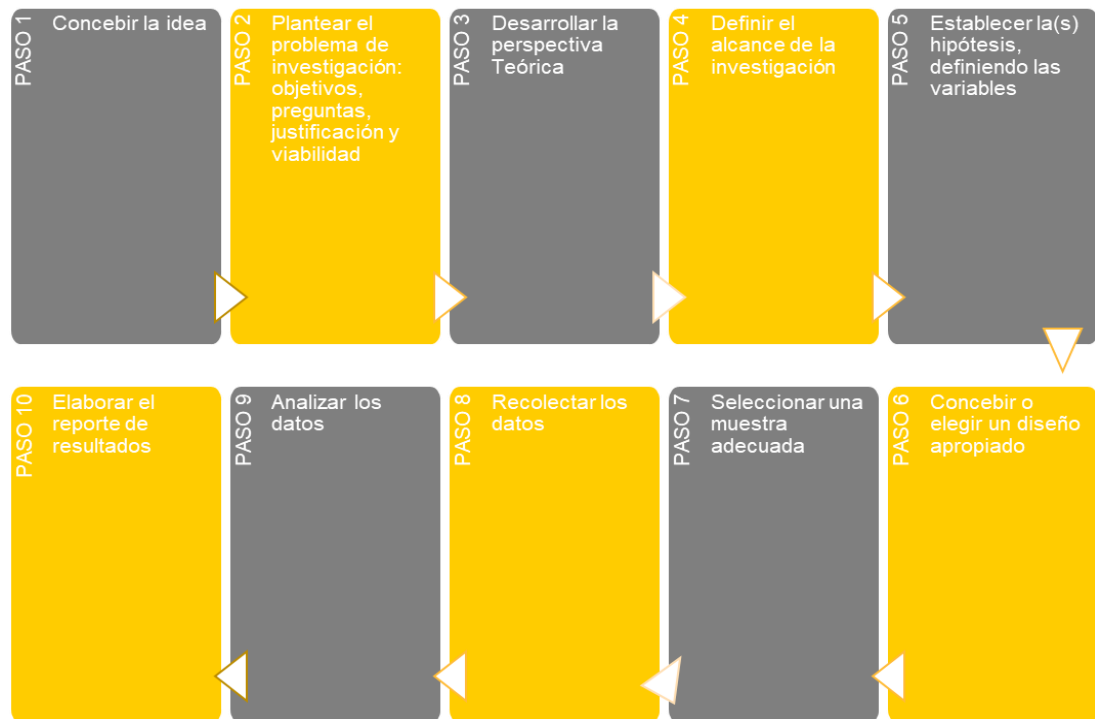 PASO 1
Concebir la idea
PASO 2
Plantear el
problema de
investigación:
objetivos,
preguntas,
justificación y
viabilidad
PASO 3
Desarrollar la
perspectiva
Teórica
PASO 4
Definir el
alcance de la
investigación
PASO 5
Establecer la(s)
hipótesis,
definiendo las
variables
PASO 6
Concebir o
elegir un diseño
apropiado
PASO 7
Seleccionar una
muestra
adecuada
PASO 8
Recolectar los
datos
PASO 9
Analizar los
datos
PASO 10
Elaborar el
reporte de
resultados